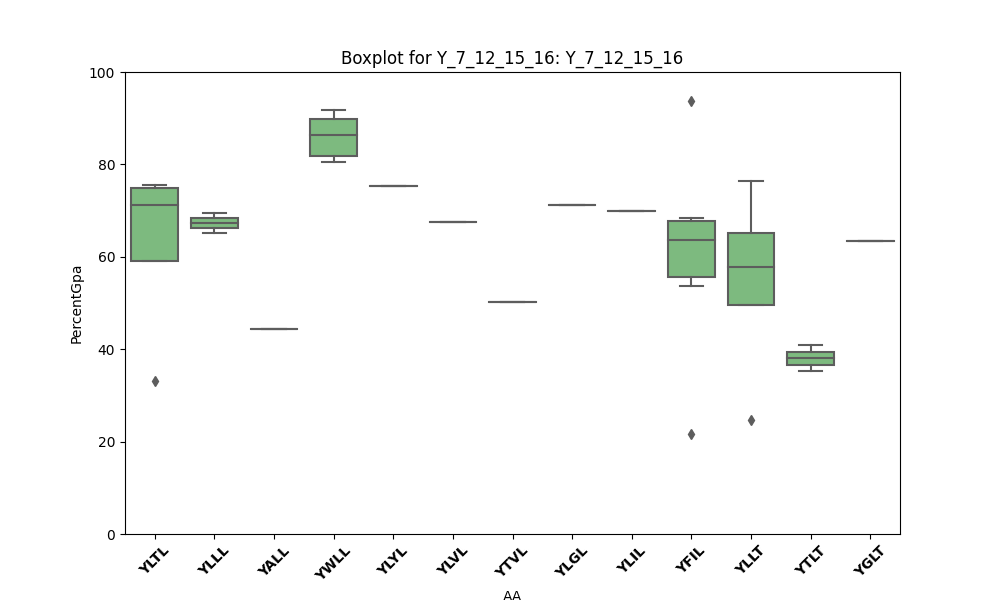 Boxplot for Y_7_12_15_16: Y_7_12_15_16
100
80
60
40
20
0
PercentGpa
YLTL YLLL YALL YWLL YLYL YLVL YTVL YLGL YLIL YFIL YLLT YTLT YGLT
AA